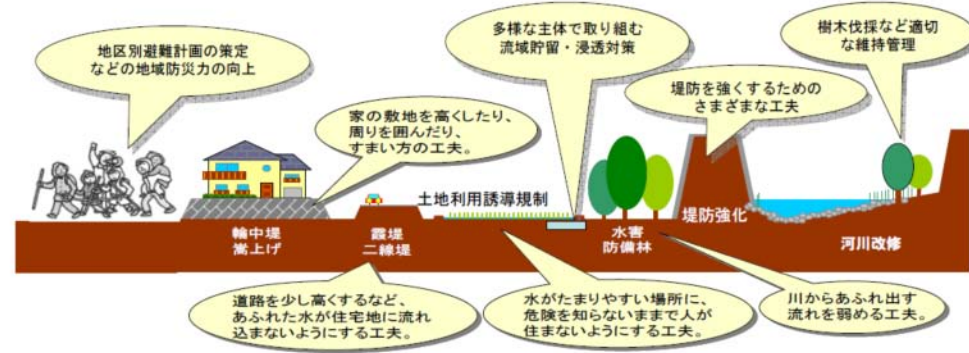 地区別避難計画の策定
などの地域防災力の向上
多様な主体で取り組む
流域貯留・浸透対策
樹木伐採など適切
な維持管理
家の敷地を高くしたり、
周りを囲んだり、
すまい方の工夫。
堤防を強くするための
さまざまな工夫
土地利用誘導規制
輪中堤
嵩上げ
霞堤
二線堤
水害
防備林
堤防強化
河川改修
道路を少し高くするなど、
あふれた水が住宅地に流れ
込まないようにする工夫。
水がたまりやすい場所に、
危険を知らないままで人が
住まないようにする工夫。
川からあふれ出す
流れを弱める工夫。